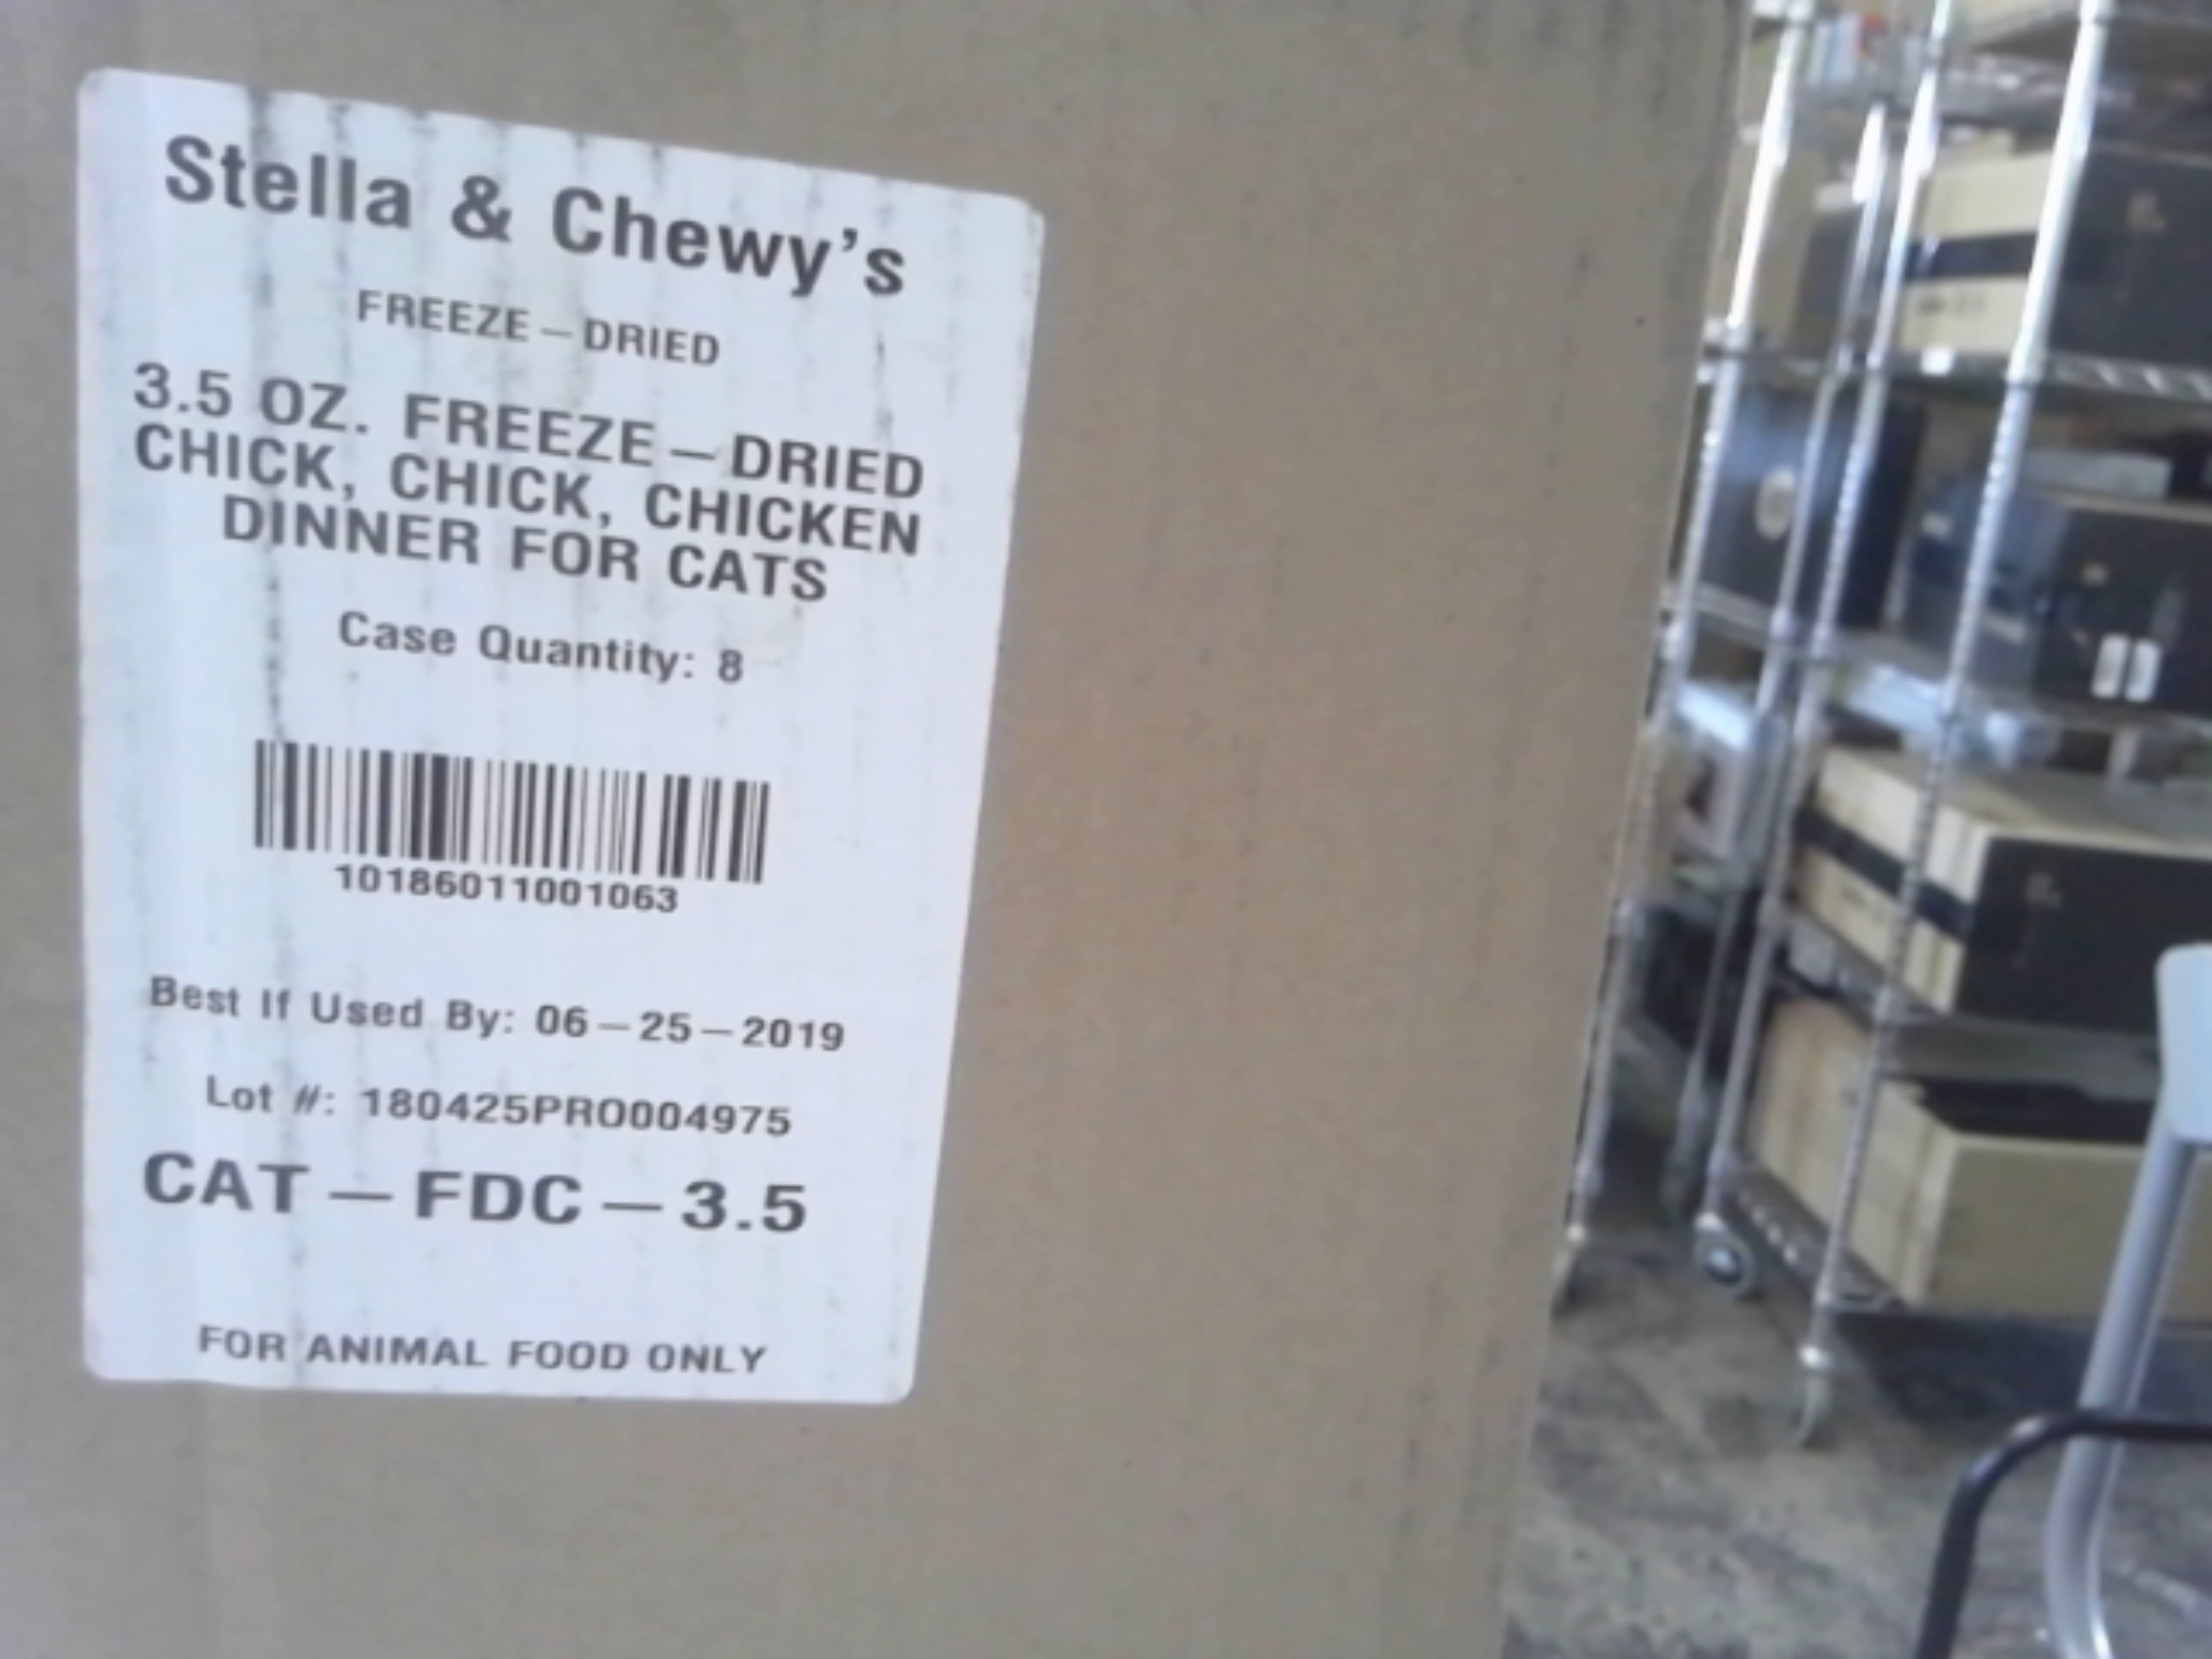 Stella & Chewy's
FREEZE-DRIED
3.5 OZ. FREEZE-DRIED
CHICK, CHICK, CHICKEN
DINNER FOR CATS
Case Quantity: 8
10186011001063
Best If Used By: 06-25-2019
Lot #: 180425PRO004975
CAT-FDC-3.5
FOR ANIMAL FOOD ONLY